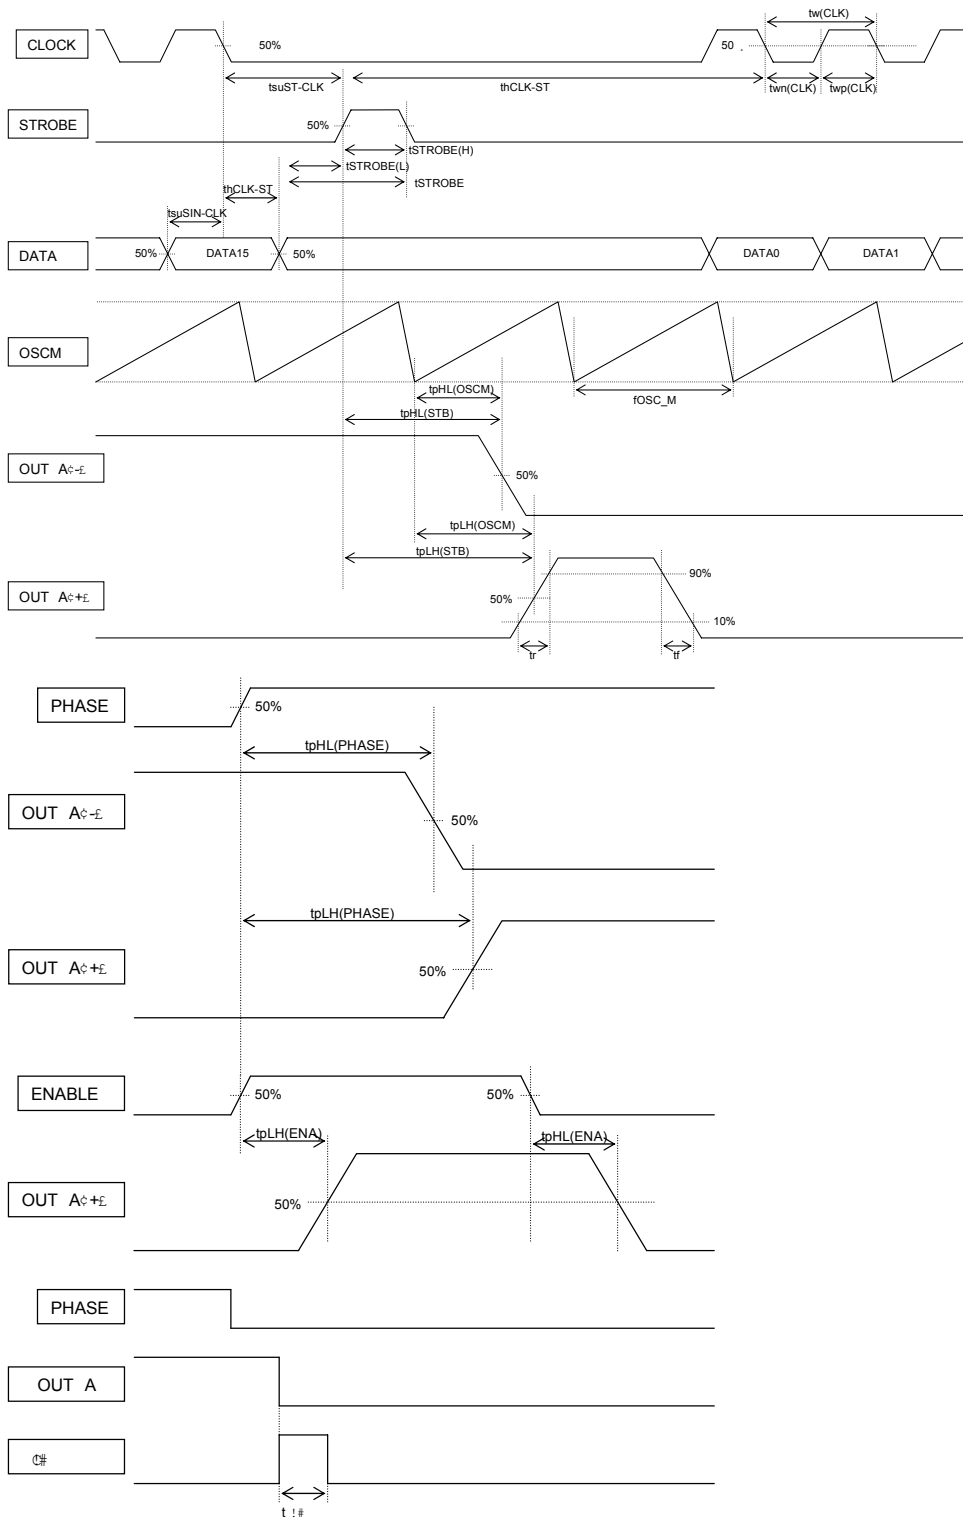 tw(CLK)
CLOCK
50%
50 .
tsuST-CLK
thCLK-ST
twn(CLK)
twp(CLK)
STROBE
50%
tSTROBE(H)
tSTROBE(L)
tSTROBE
thCLK-ST
tsuSIN-CLK
DATA
50%
DATA15
50%
DATA0
DATA1
OSCM
tpHL(OSCM)
fOSC_M
tpHL(STB)
OUT A¢-£
50%
tpLH(OSCM)
tpLH(STB)
90%
OUT A¢+£
50%
10%
tr
tf
PHASE
50%
tpHL(PHASE)
OUT A¢-£
50%
tpLH(PHASE)
OUT A¢+£
50%
ENABLE
50%
50%
tpLH(ENA)
tpHL(ENA)
OUT A¢+£
50%
PHASE
OUT A
t !#